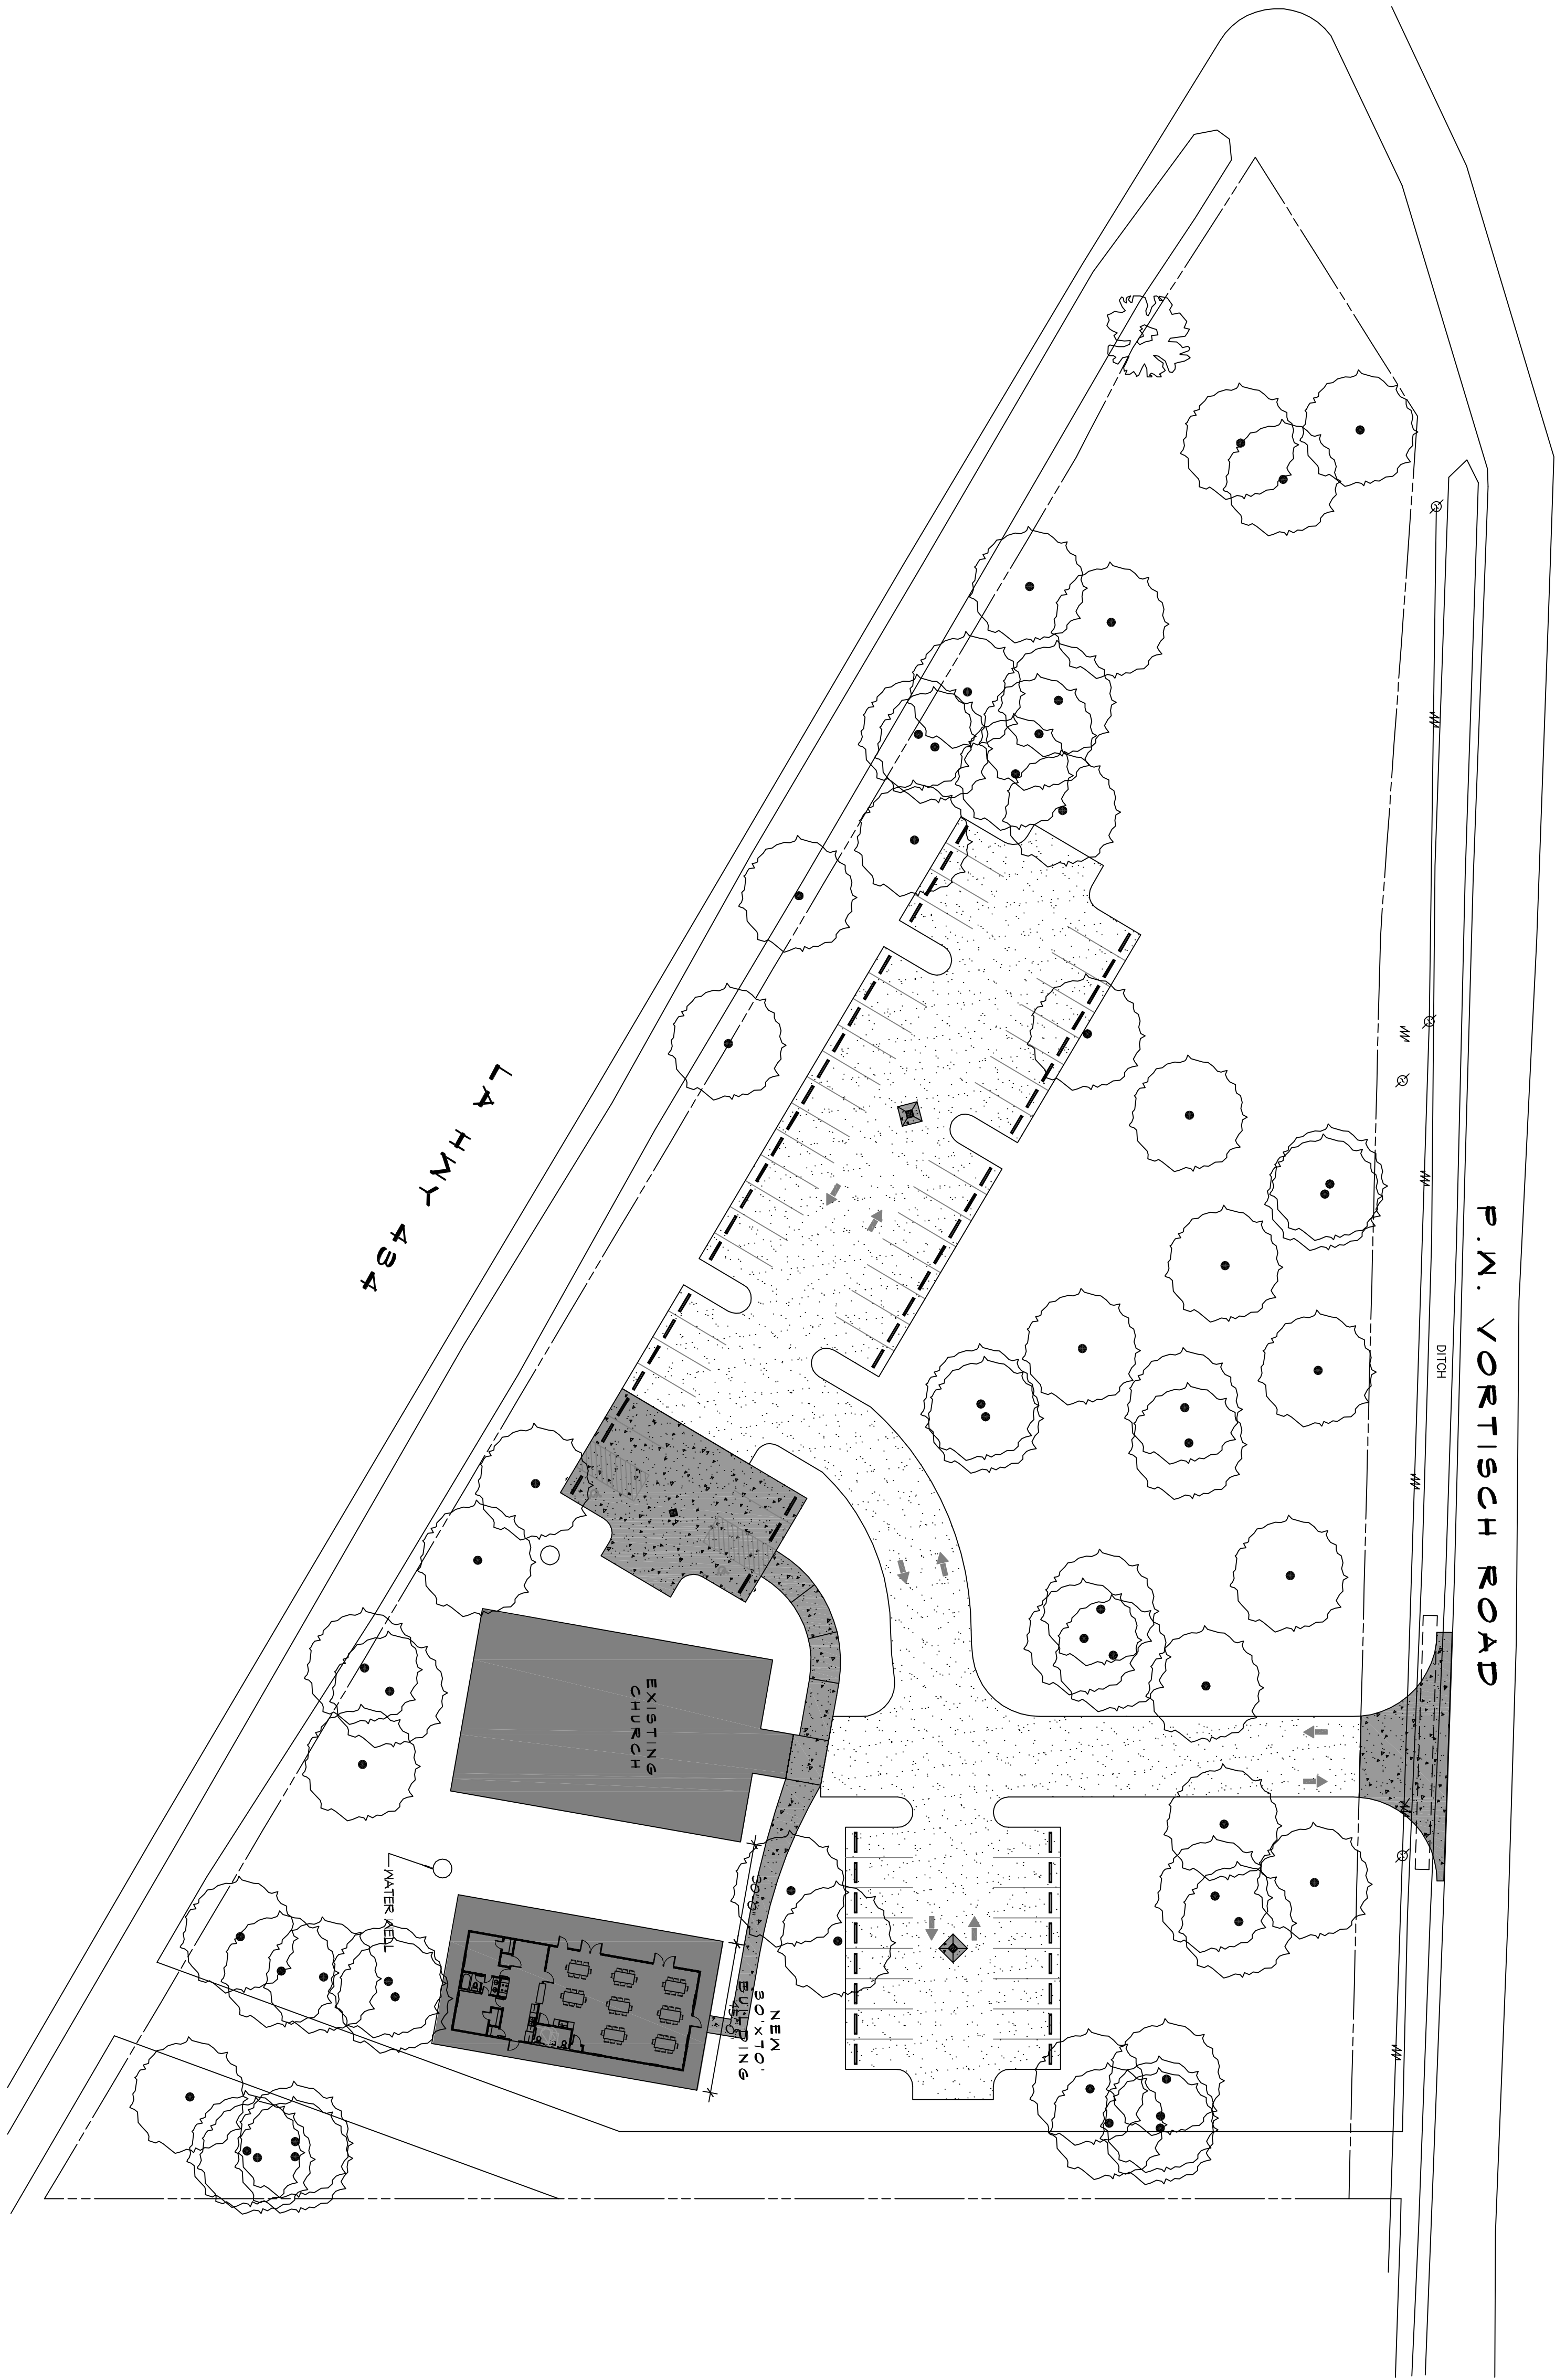 LA HWY 434
P.W. VORTISCH ROAD
DITCH
EXISTING
CHURCH
WATER WELL
NEW
30'X70'
BUILDING